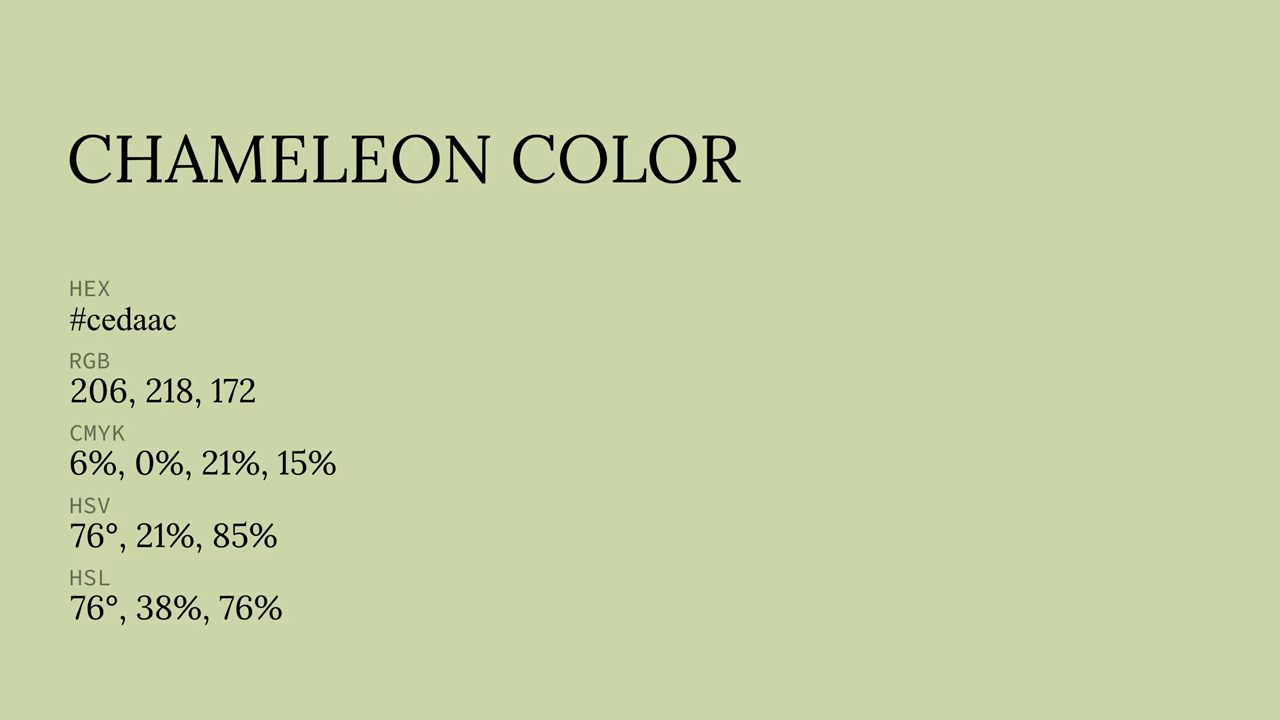 CHAMELEON COLOR
HEX
#cedaac
RGB
206, 218, 172
CMYK
6%, 0%, 21%, 15%
HSV
76°, 21%, 85%
HSL
76°, 38%, 76%